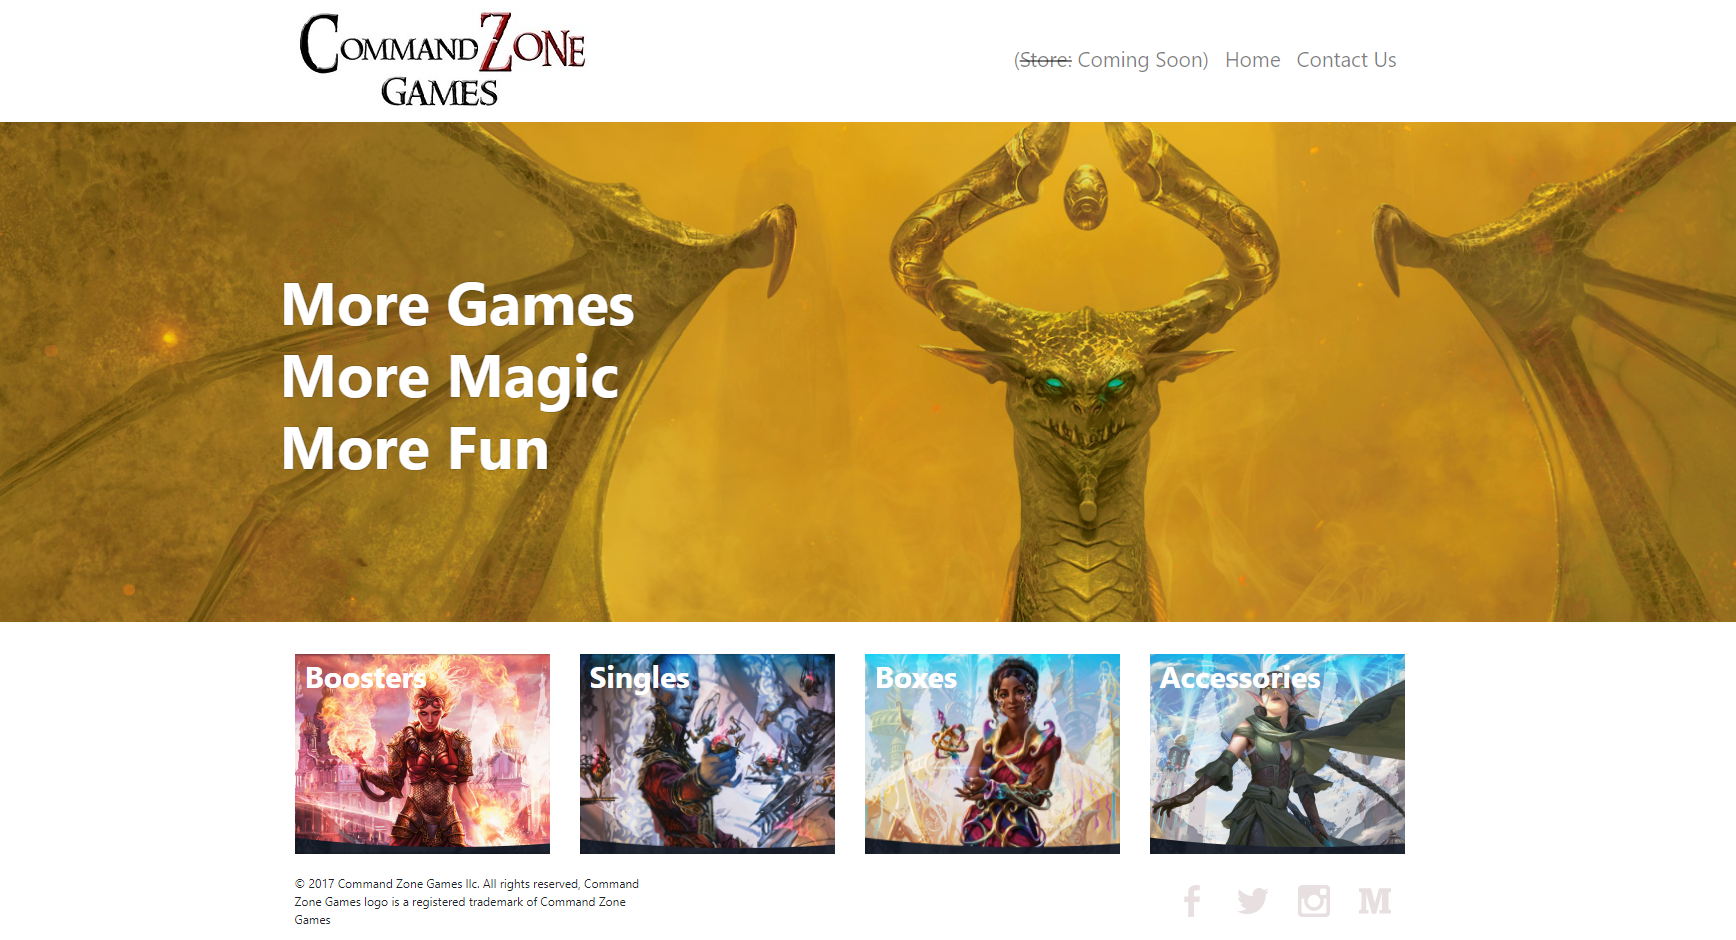 Command Zone
Games
(Store: Coming Soon) Home Contact Us
More Games
More Magic
More Fun
Boosters
Singles
Boxes
Accessories
© 2017 Command Zone Games llc. All rights reserved, Command
Zone Games logo is a registered trademark of Command Zone
Games